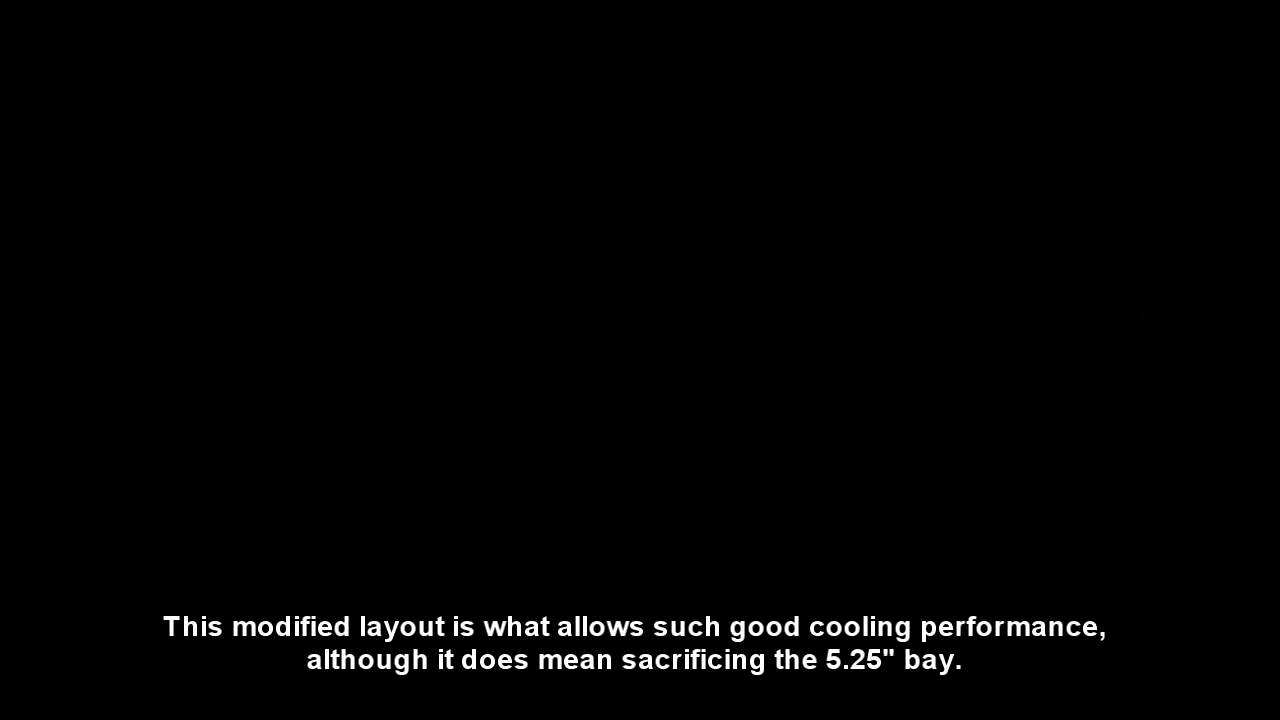 This modified layout is what allows such good cooling performance,
although it does mean sacrificing the 5.25" bay.